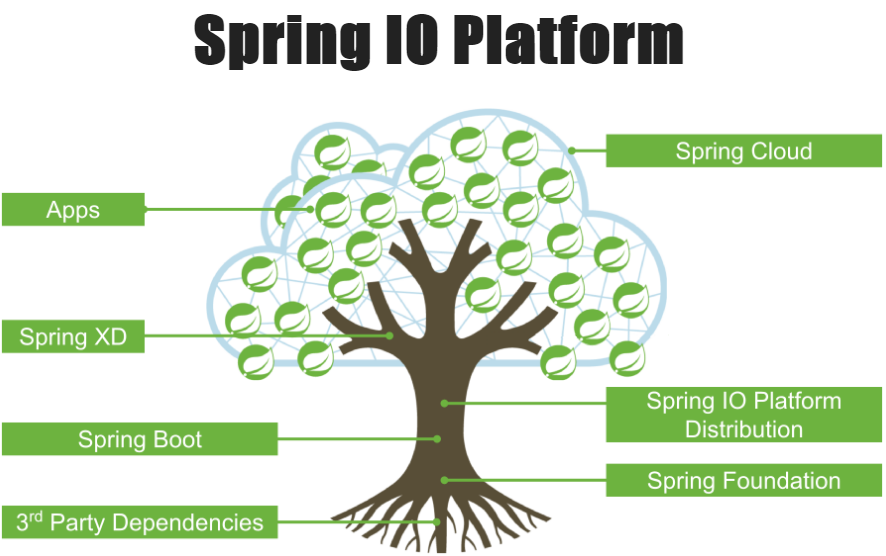 Spring IO Platform
Spring Cloud
Apps
Spring XD
Spring IO Platform
Distribution
Spring Boot
Spring Foundation
3rd Party Dependencies